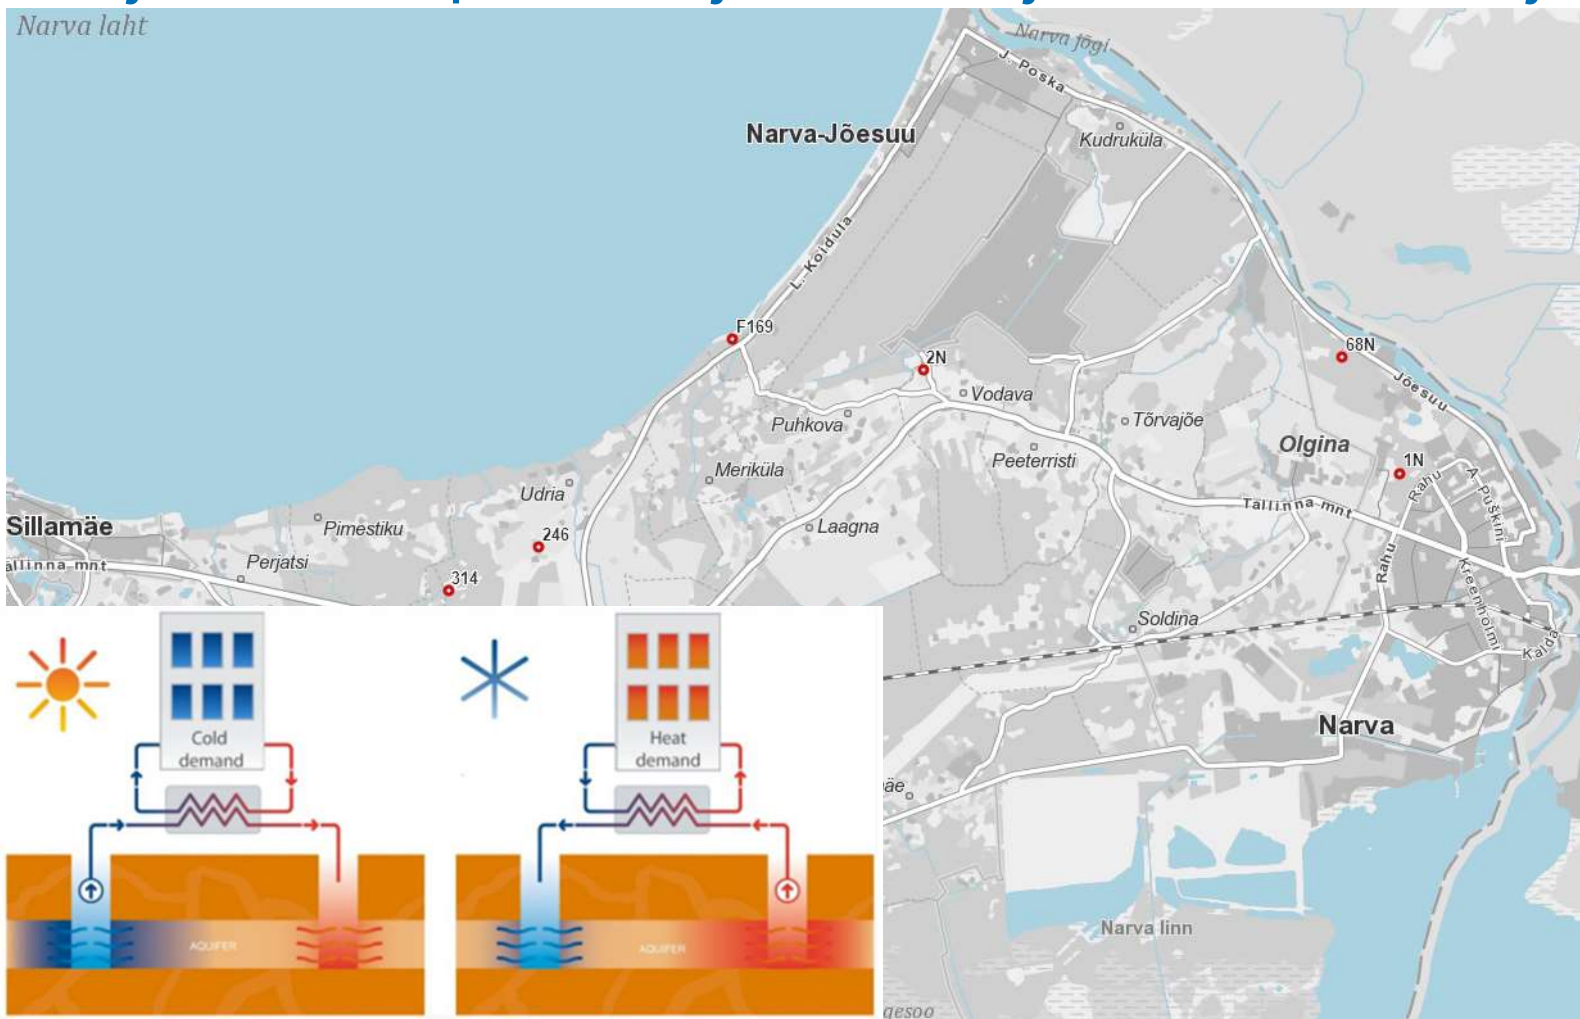 Narva laht
Narva jõgi
J. Poska
Narva-Jõesuu
Kudruküla
L. Koidula
F169
68N
2N
Jõesuu
Vodava
Puhkova
Tõrvajõe
Olgina
Peeterristi
Meriküla
1N
Rahu
A. Puškini
Udria
Tallinna mnt
Sillamäe
Pimestiku
Laagna
246
Perjatsi
314
Rahu
Kreenholmi
Soldina
Kalda
Narva
Cold
demand
Heat
demand
äe
AQUIFER
AQUIFER
Narva linn
gesoo